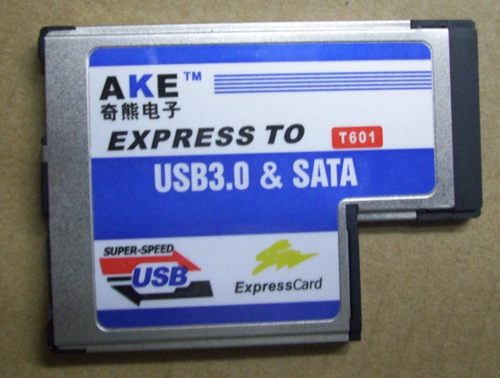 AKE™
奇熊电子
EXPRESS TO T601
USB3.0 & SATA
SUPER-SPEED
USB
ExpressCard